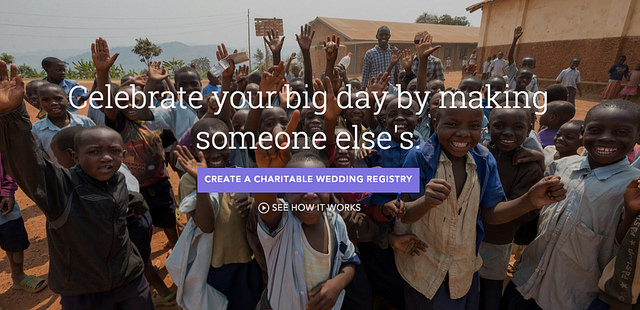 Celebrate your big day by making
someone else's.
CREATE A CHARITABLE WEDDING REGISTRY
SEE HOW IT WORKS